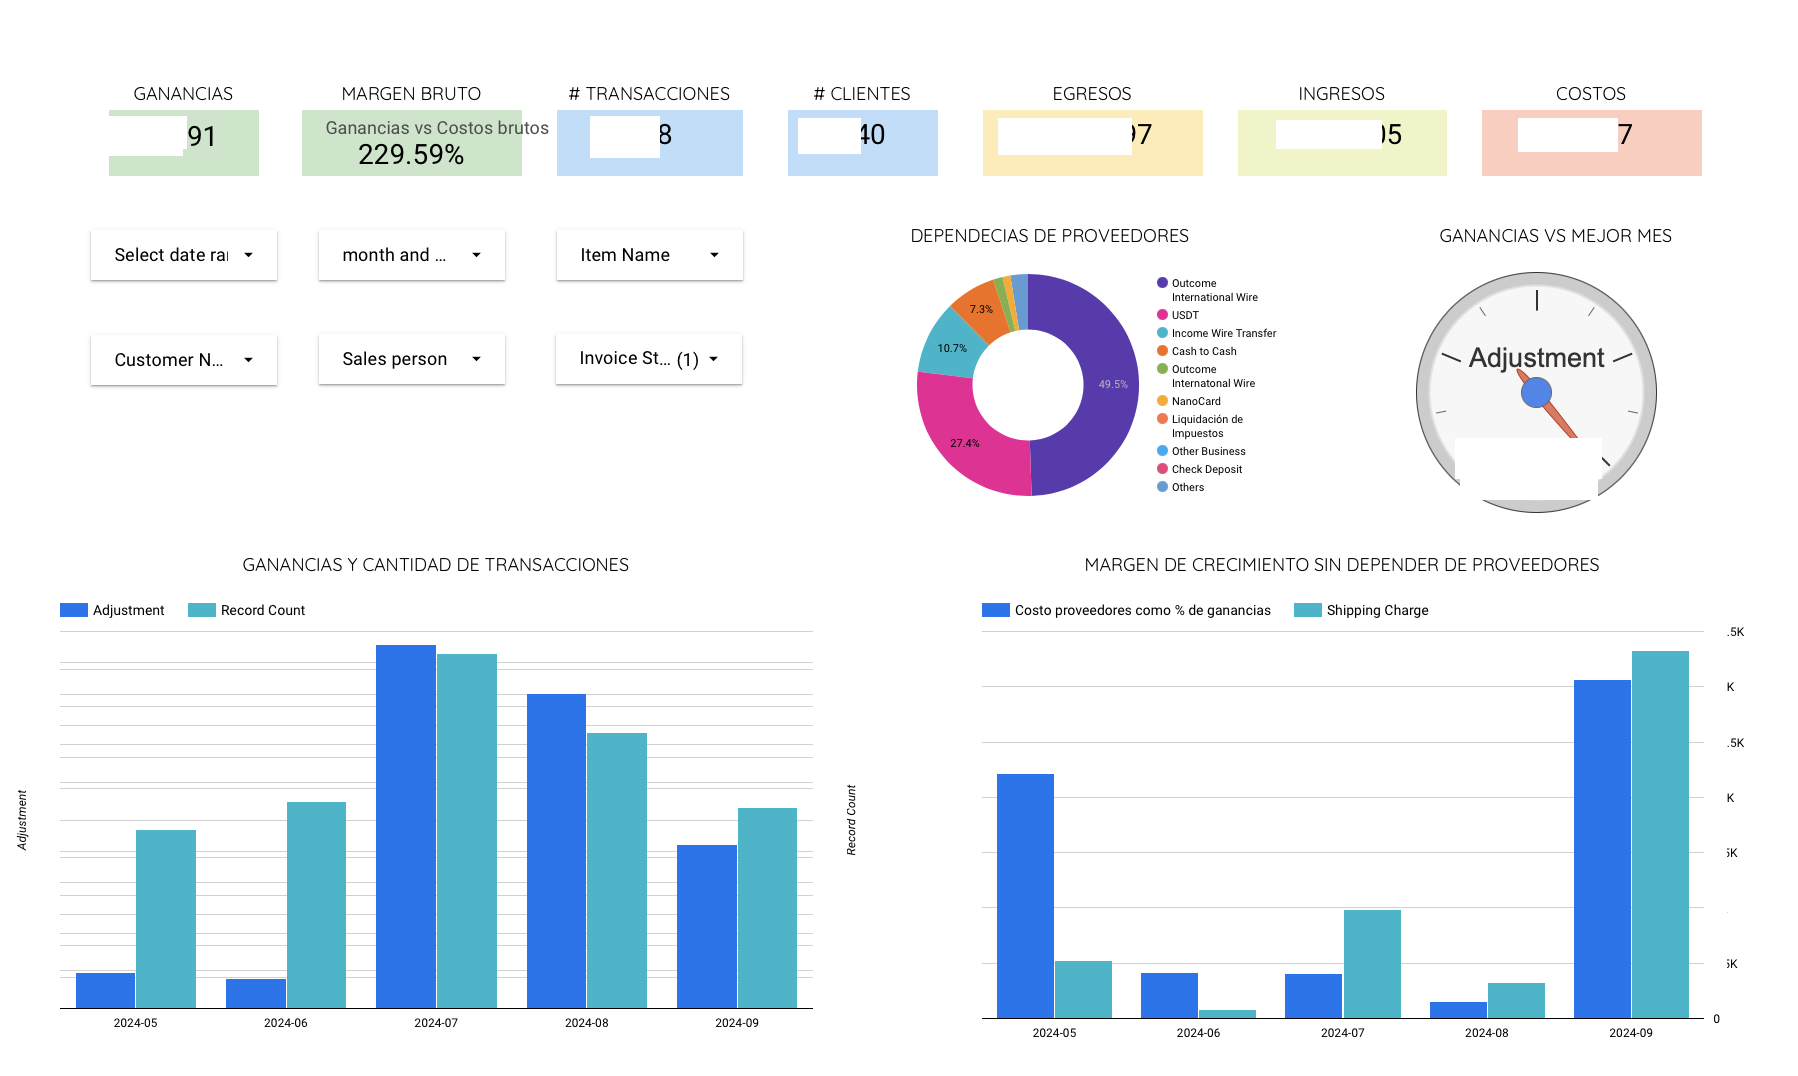 GANANCIAS
91
MARGEN BRUTO
Ganancias vs Costos brutos
229.59%
# TRANSACCIONES
8
# CLIENTES
40
EGRESOS
97
INGRESOS
05
COSTOS
7
Select date ra
month and ...
Item Name
Customer N...
Sales person
Invoice St... (1)
DEPENDECIAS DE PROVEEDORES
7.3%
10.7%
49.5%
27.4%
Outcome
International Wire
USDT
Income Wire Transfer
Cash to Cash
Outcome
Internatonal Wire
NanoCard
Liquidación de
Impuestos
Other Business
Check Deposit
Others
GANANCIAS VS MEJOR MES
Adjustment
GANANCIAS Y CANTIDAD DE TRANSACCIONES
Adjustment
Record Count
Adjustment
Record Count
2024-05
2024-06
2024-07
2024-08
2024-09
MARGEN DE CRECIMIENTO SIN DEPENDER DE PROVEEDORES
Costo proveedores como % de ganancias
Shipping Charge
.5K
K
.5K
K
5K
5K
0
2024-05
2024-06
2024-07
2024-08
2024-09